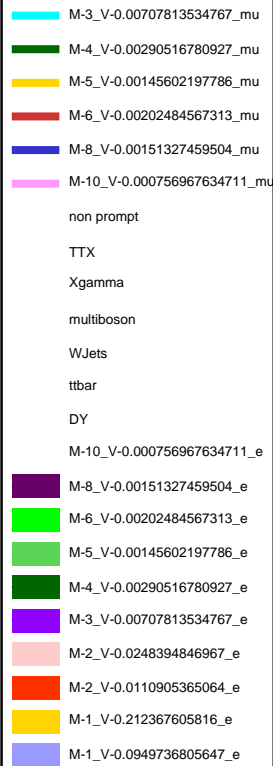 M-3_V-0.00707813534767_mu
M-4_V-0.00290516780927_mu
M-5_V-0.00145602197786_mu
M-6_V-0.00202484567313_mu
M-8_V-0.00151327459504_mu
M-10_V-0.000756967634711_mu
non prompt
TTX
Xgamma
multiboson
WJets
ttbar
DY
M-10_V-0.000756967634711_e
M-8_V-0.00151327459504_e
M-6_V-0.00202484567313_e
M-5_V-0.00145602197786_e
M-4_V-0.00290516780927_e
M-3_V-0.00707813534767_e
M-2_V-0.0248394846967_e
M-2_V-0.0110905365064_e
M-1_V-0.212367605816_e
M-1_V-0.0949736805647_e